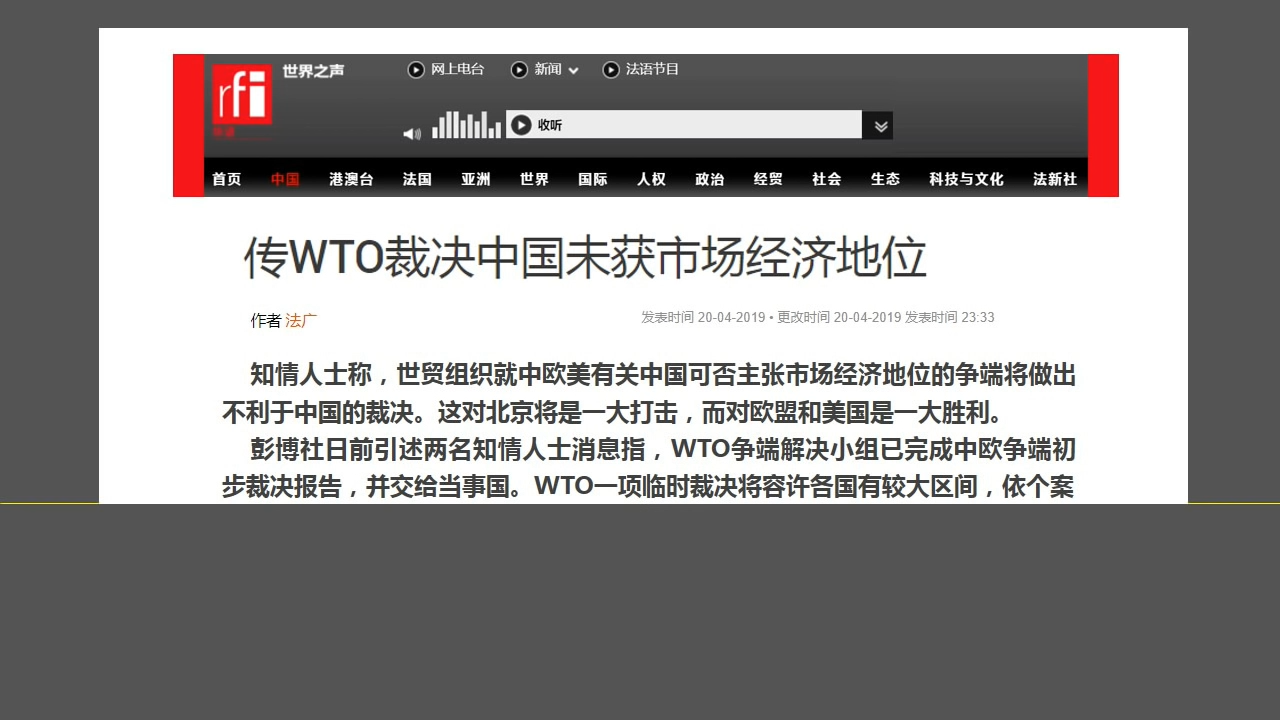 rfi 世界之声
网上电台 新闻 法语节目
收听
首页 中国 港澳台 法国 亚洲 世界 国际 人权 政治 经贸 社会 生态 科技与文化 法新社
传WTO裁决中国未获市场经济地位
作者 法广 发表时间 20-04-2019 • 更改时间 20-04-2019 发表时间 23:33
知情人士称，世贸组织就中欧美有关中国可否主张市场经济地位的争端将做出
不利于中国的裁决。这对北京将是一大打击，而对欧盟和美国是一大胜利。
彭博社日前引述两名知情人士消息指，WTO争端解决小组已完成中欧争端初
步裁决报告，并交给当事国。WTO一项临时裁决将容许各国有较大区间，依个案